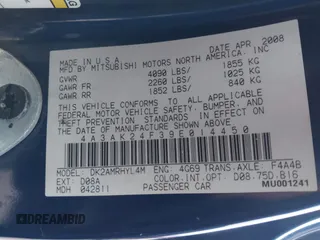 MADE IN U.S.A. DATE APR 2008
MFD BY MITSUBISHI MOTORS NORTH AMERICA, INC
GVWR 4090 LBS/ 1855 KG
GAWR FR 2260 LBS/ 1025 KG
GAWR RR 1852 LBS/ 840 KG
THIS VEHICLE CONFORMS TO ALL APPLICABLE
FEDERAL MOTOR VEHICLE SAFETY, BUMPER, AND
THEFT PREVENTION STANDARDS IN EFFECT ON
THE DATE OF MANUFACTURE SHOWN ABOVE.
4A3AK24F39E014450
MODEL: DK2AMRHYL4M ENG: 4G69 TRANS.AXLE: F4A4B
EXT: D08A COLOR.INT.OPT: D08.75D.BI6
MDH 042811 MU001241
PASSENGER CAR
DREAMBID